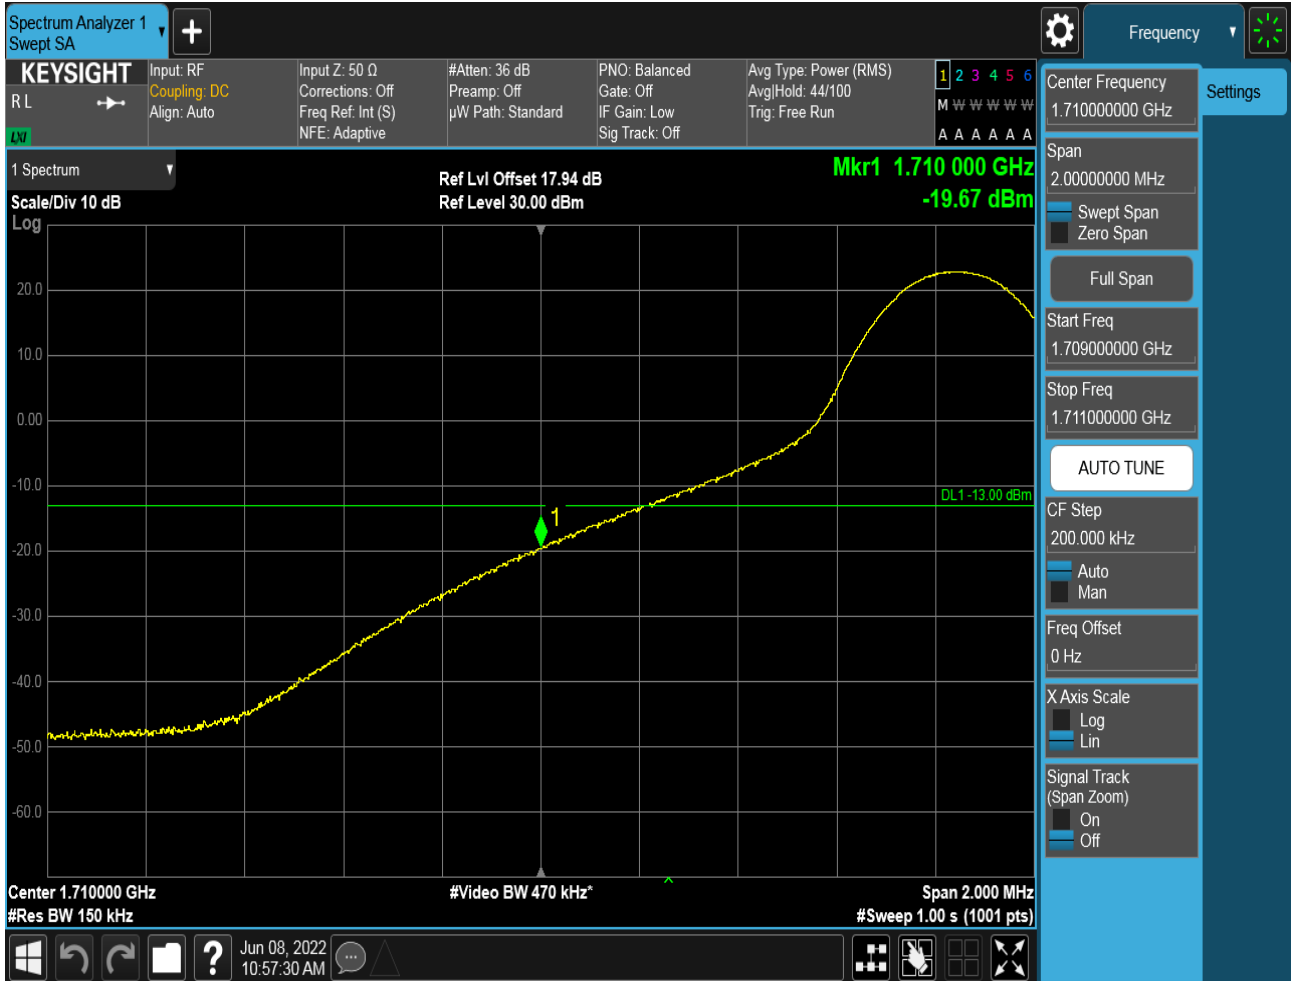 Spectrum Analyzer 1
Swept SA
Frequency
KEYSIGHT
R L
LXI
Input: RF
Coupling: DC
Align: Auto
Input Z: 50 Ω
Corrections: Off
Freq Ref: Int (S)
NFE: Adaptive
#Atten: 36 dB
Preamp: Off
µW Path: Standard
PNO: Balanced
Gate: Off
IF Gain: Low
Sig Track: Off
Avg Type: Power (RMS)
Avg|Hold: 44/100
Trig: Free Run
1 2 3 4 5 6
M W W W W W
A A A A A A
1 Spectrum
Scale/Div 10 dB
Log
Ref Lvl Offset 17.94 dB
Ref Level 30.00 dBm
Mkr1 1.710 000 GHz
-19.67 dBm
20.0
10.0
0.00
-10.0
-20.0
-30.0
-40.0
-50.0
-60.0
DL1 -13.00 dBm
1
Center 1.710000 GHz
#Res BW 150 kHz
#Video BW 470 kHz*
Span 2.000 MHz
#Sweep 1.00 s (1001 pts)
Center Frequency
1.710000000 GHz
Settings
Span
2.00000000 MHz
Swept Span
Zero Span
Full Span
Start Freq
1.709000000 GHz
Stop Freq
1.711000000 GHz
AUTO TUNE
CF Step
200.000 kHz
Auto
Man
Freq Offset
0 Hz
X Axis Scale
Log
Lin
Signal Track
(Span Zoom)
On
Off
?
Jun 08, 2022
10:57:30 AM